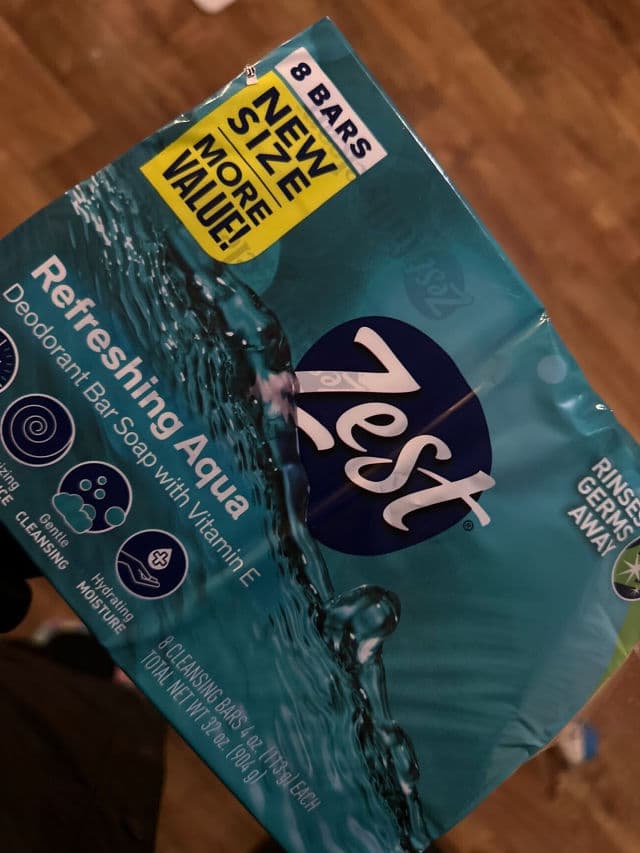 8 BARS
NEW
SIZE
MORE
VALUE!
Zest®
Refreshing Aqua
Deodorant Bar Soap with Vitamin E
Gentle
CLEANSING
Hydrating
MOISTURE
RINSES
GERMS
AWAY
8 CLEANSING BARS 4 oz. (113 g) EACH
TOTAL NET WT 32 oz. (904 g)